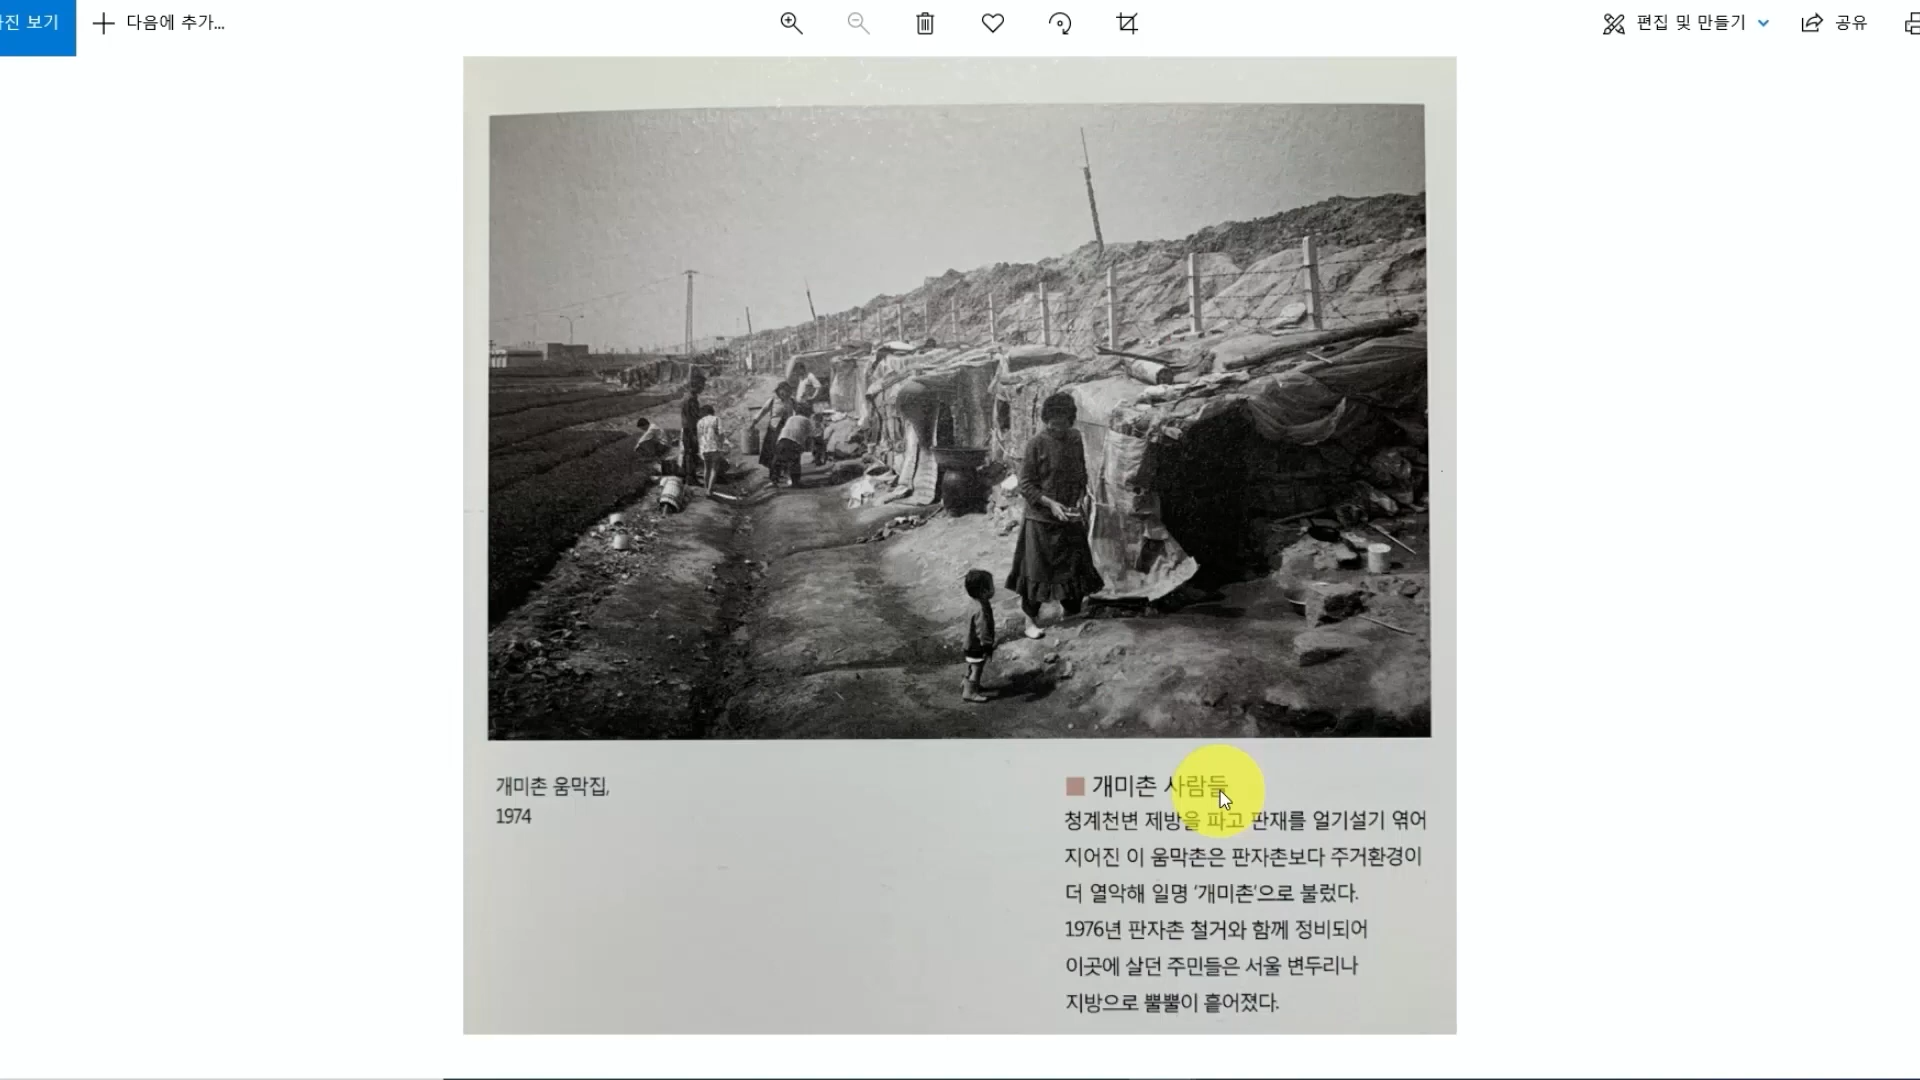 진 보기
다음에 추가...
편집 및 만들기
공유
개미촌 움막집,
1974
개미촌 사람들
청계천변 제방을 파고 판재를 얼기설기 엮어
지어진 이 움막촌은 판자촌보다 주거환경이
더 열악해 일명 '개미촌'으로 불렀다.
1976년 판자촌 철거와 함께 정비되어
이곳에 살던 주민들은 서울 변두리나
지방으로 뿔뿔이 흩어졌다.